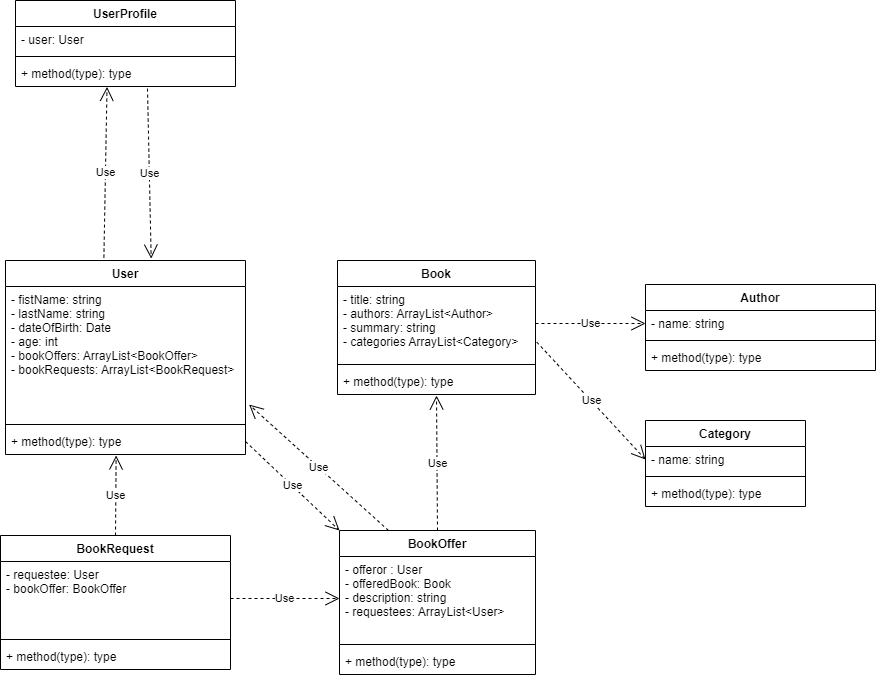 UserProfile
- user: User
+ method(type): type
Use
Use
User
- fistName: string
- lastName: string
- dateOfBirth: Date
- age: int
- bookOffers: ArrayList<BookOffer>
- bookRequests: ArrayList<BookRequest>
+ method(type): type
Book
- title: string
- authors: ArrayList<Author>
- summary: string
- categories ArrayList<Category>
+ method(type): type
Use
Author
- name: string
+ method(type): type
Use
Category
- name: string
+ method(type): type
Use
Use
Use
Use
BookRequest
- requestee: User
- bookOffer: BookOffer
+ method(type): type
Use
BookOffer
- offeror : User
- offeredBook: Book
- description: string
- requestees: ArrayList<User>
+ method(type): type